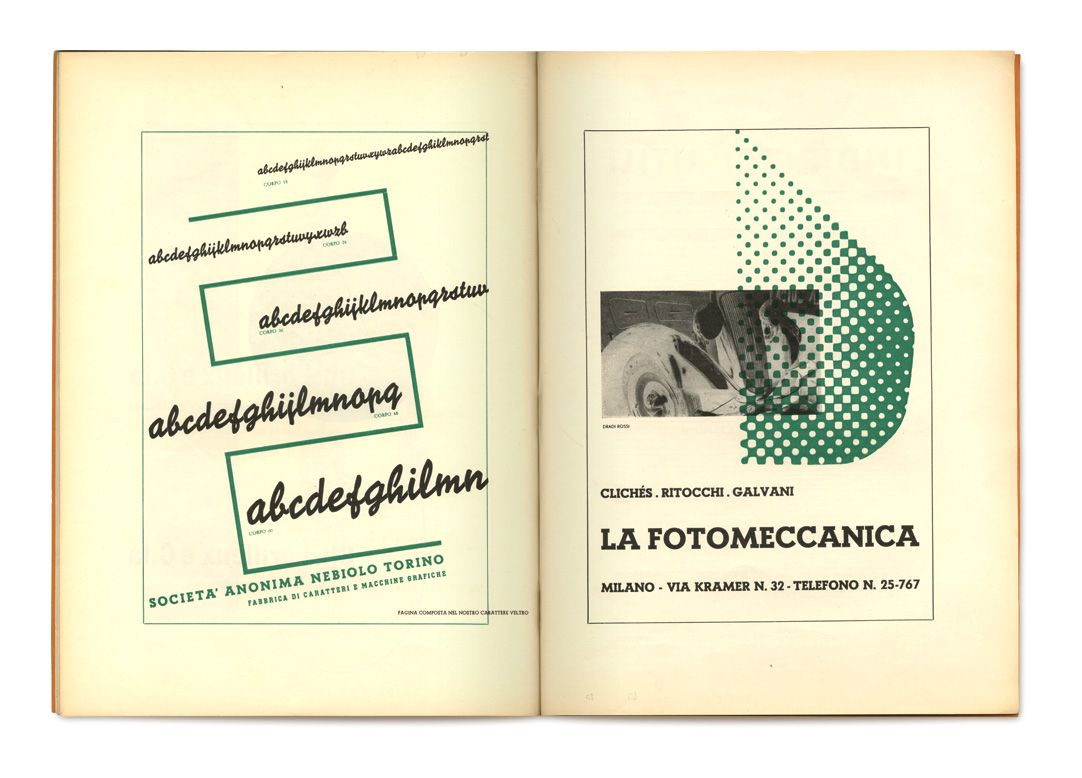 abcdefghijklmnopqrstuvxywzabcdefghiklmnopqrst
CORPO 18
abcdefghijklmnopqrstuvyxwzb
CORPO 24
abcdefghijklmnopqrstuv
CORPO 36
abcdefghijlmnopq
CORPO 48
abcdefghilmn
CORPO 60
SOCIETA' ANONIMA NEBIOLO TORINO
FABBRICA DI CARATTERI E MACCHINE GRAFICHE
PAGINA COMPOSTA NEL NOSTRO CARATTERE VELTRO
DRADI ROSSI
CLICHÉS . RITOCCHI . GALVANI
LA FOTOMECCANICA
MILANO - VIA KRAMER N. 32 - TELEFONO N. 25-767